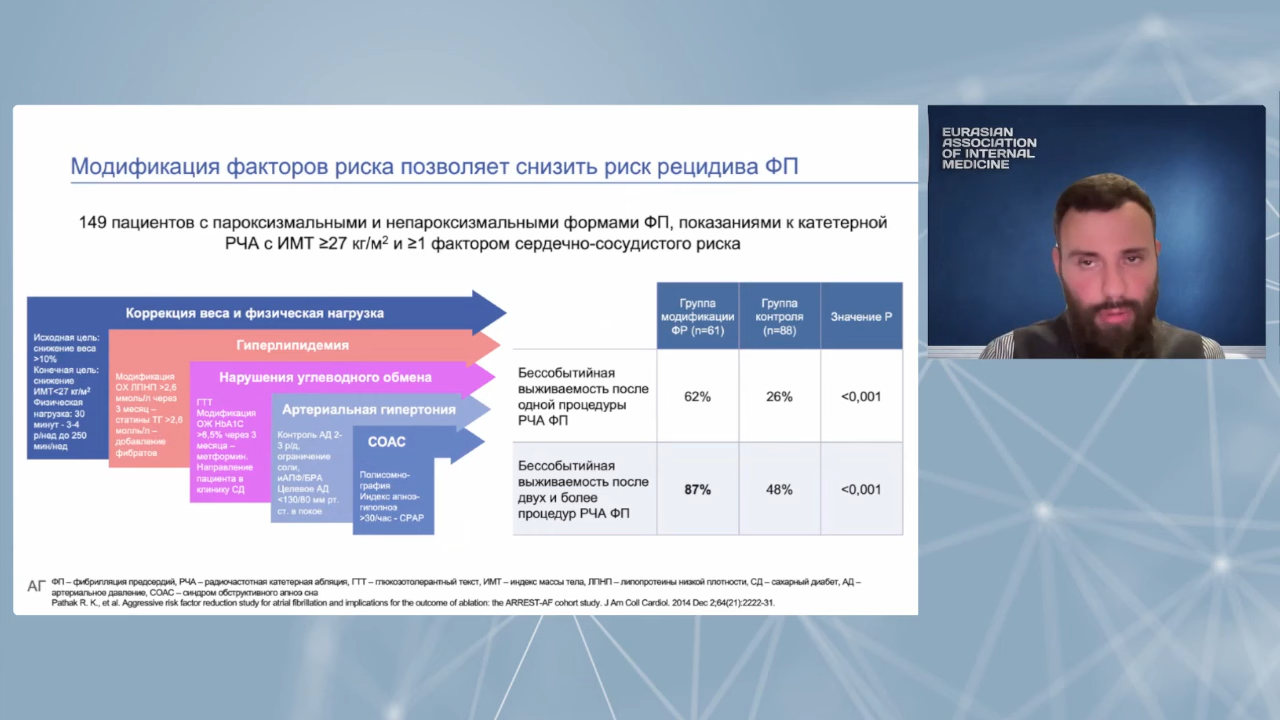 Модификация факторов риска позволяет снизить риск рецидива ФП
149 пациентов с пароксизмальными и непароксизмальными формами ФП, показаниями к катетерной
РЧА с ИМТ ≥27 кг/м² и ≥1 фактором сердечно-сосудистого риска
Коррекция веса и физическая нагрузка
Исходная цель:
снижение веса
>10%
Конечная цель:
снижение
ИМТ<27 кг/м²
Физическая
нагрузка: 30
минут - 3-4
р/нед до 250
мин/нед
Гиперлипидемия
Модификация
ОХ ЛПНП >2,6
ммоль/л через
3 месяц –
статины ТГ >2,6
молль/л –
добавление
фибратов
Нарушения углеводного обмена
ГТТ
Модификация
ОЖ HbA1C
>6,5% через 3
месяца –
метформин.
Направление
пациента в
клинику СД
Артериальная гипертония
Контроль АД 2-
3 р/д,
ограничение
соли,
иАПФ/БРА
Целевое АД
<130/80 мм рт.
ст. в покое
СОАС
Полисомно-
графия
Индекс апноэ-
гипопноэ
>30/час - CPAP
Группа
модификации
ФР (n=61)
Группа
контроля
(n=88)
Значение P
Бессобытийная
выживаемость после
одной процедуры
РЧА ФП
62%
26%
<0,001
Бессобытийная
выживаемость после
двух и более
процедур РЧА ФП
87%
48%
<0,001
АГ
ФП – фибрилляция предсердий, РЧА – радиочастотная катетерная абляция, ГТТ – глюкозотолерантный текст, ИМТ – индекс массы тела, ЛПНП – липопротеины низкой плотности, СД – сахарный диабет, АД –
артериальное давление, СОАС – синдром обструктивного апноэ сна
Pathak R. K., et al. Aggressive risk factor reduction study for atrial fibrillation and implications for the outcome of ablation: the ARREST-AF cohort study. J Am Coll Cardiol. 2014 Dec 2;64(21):2222-31.
EURASIAN
ASSOCIATION
OF INTERNAL
MEDICINE